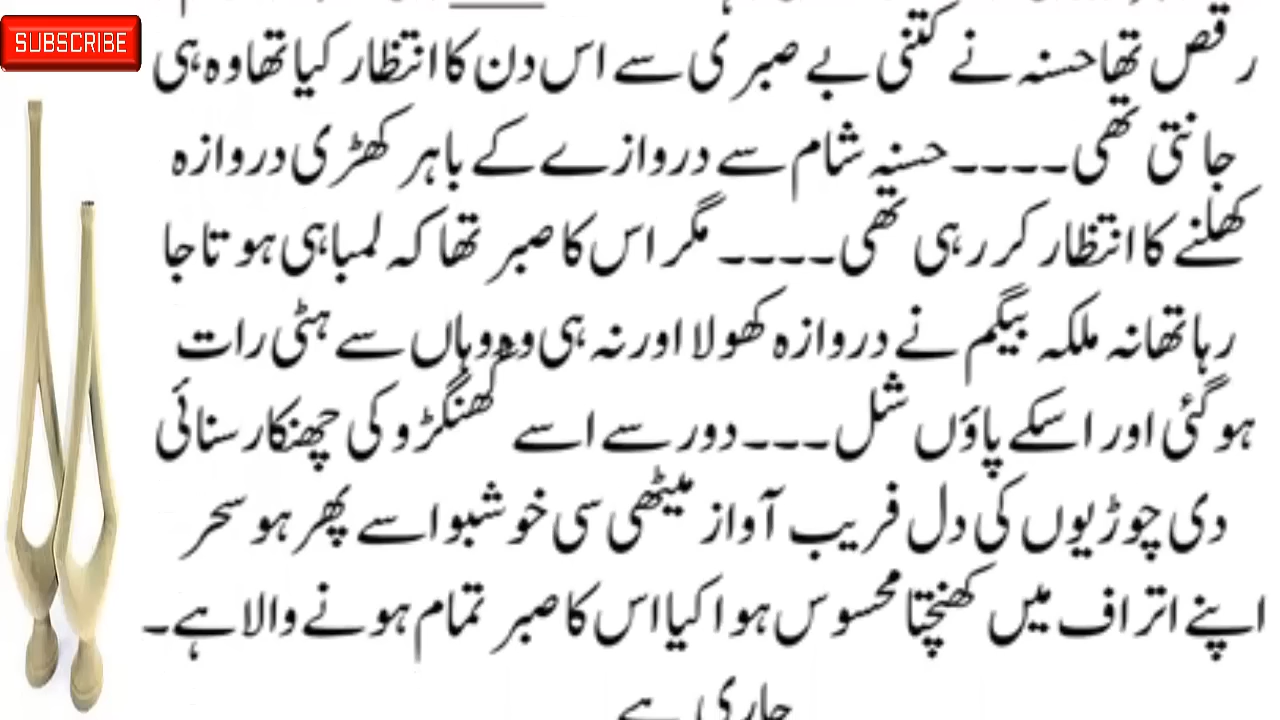 SUBSCRIBE
رقص تھا حسنہ نے کتنی بے صبری سے اس دن کا انتظار کیا تھا وہ ہی
جانتی تھی۔۔۔۔حسنہ شام سے دروازے کے باہر کھڑی دروازہ
کھلنے کا انتظار کر رہی تھی۔۔۔۔مگر اس کا صبر تھا کہ لمبا ہی ہوتا جا
رہا تھا نہ ملکہ بیگم نے دروازہ کھولا اور نہ ہی وہ وہاں سے ہٹی رات
ہوگئی اور اسکے پاؤں شل۔۔۔دور سے اسے گھنگڑو کی چھنکار سنائی
دی چوڑیوں کی دل فریب آواز میٹھی سی خوشبو اسے پھر ہو سحر
اپنے اتراف میں کھنچتا محسوس ہوا کیا اس کا صبر تمام ہونے والا ہے۔
جاری ہے